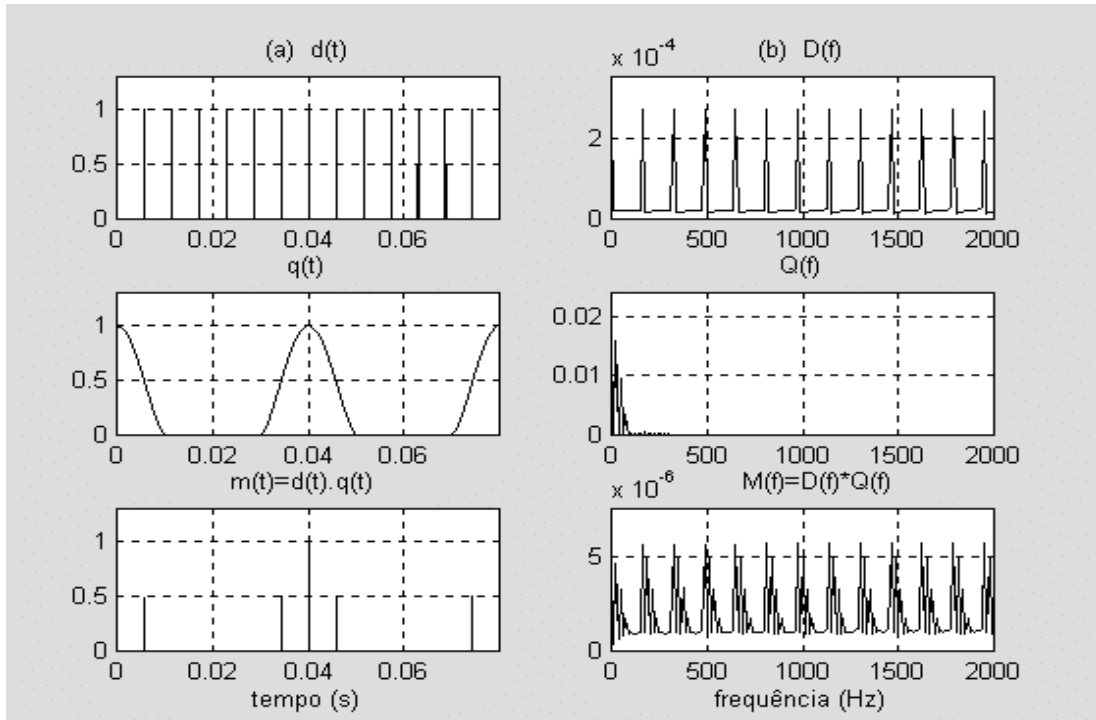 (a) d(t)
1
0.5
0
0 0.02 0.04 0.06
q(t)
1
0.5
0
0 0.02 0.04 0.06
m(t)=d(t).q(t)
1
0.5
0
0 0.02 0.04 0.06
tempo (s)
(b) D(f)
x 10^-4
2
0
0 500 1000 1500 2000
Q(f)
0.02
0.01
0
0 500 1000 1500 2000
M(f)=D(f)*Q(f)
x 10^-6
5
0
0 500 1000 1500 2000
frequência (Hz)